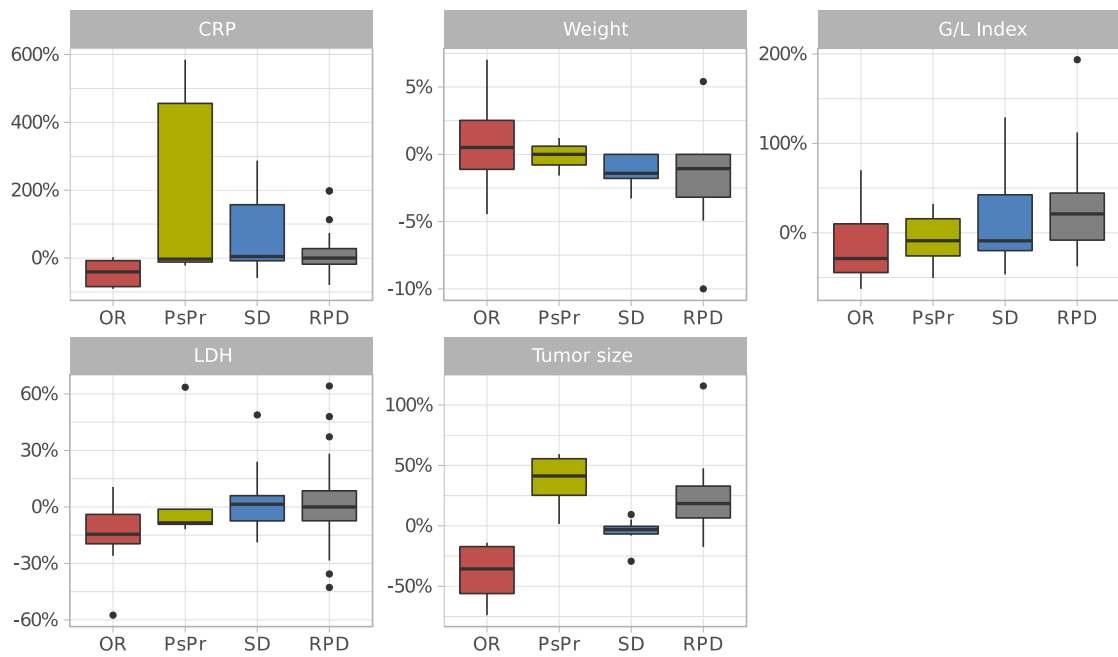 CRP
600%
400%
200%
0%
OR PsPr SD RPD
Weight
5%
0%
-5%
-10%
OR PsPr SD RPD
G/L Index
200%
100%
0%
OR PsPr SD RPD
LDH
60%
30%
0%
-30%
-60%
OR PsPr SD RPD
Tumor size
100%
50%
0%
-50%
OR PsPr SD RPD